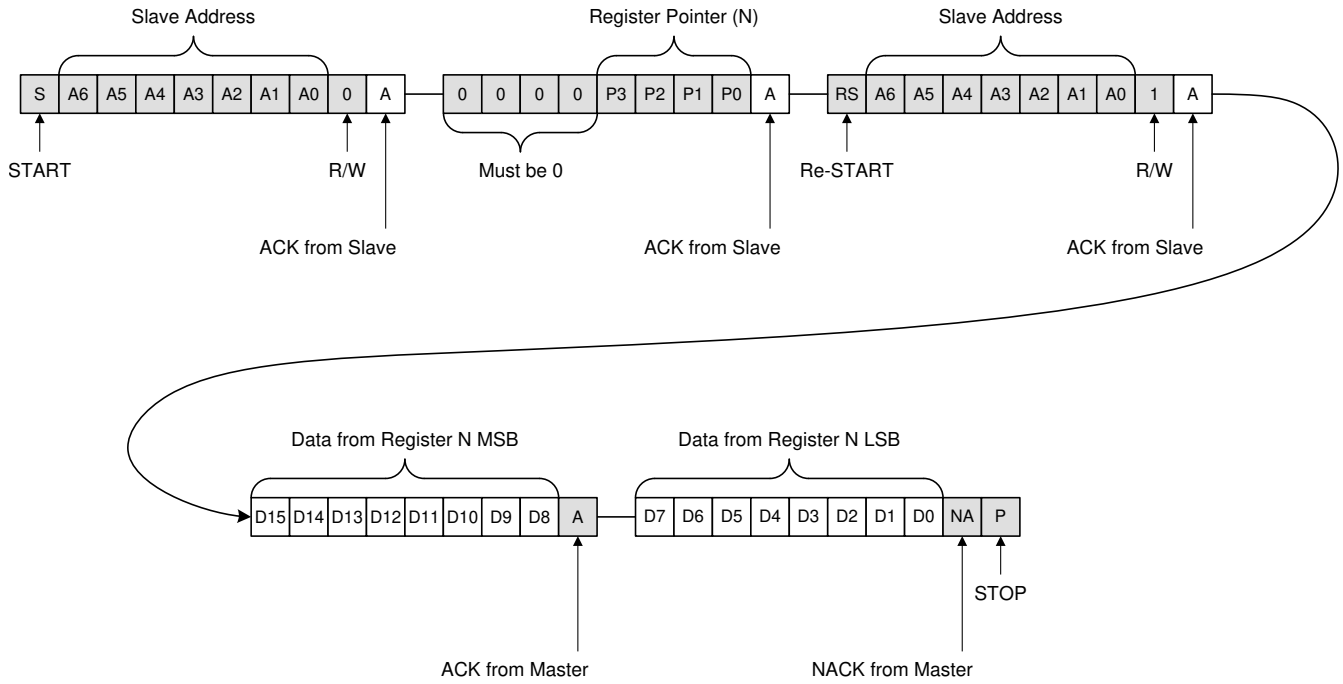 Slave Address Register Pointer (N) Slave Address
S A6 A5 A4 A3 A2 A1 A0 0 A 0 0 0 0 P3 P2 P1 P0 A RS A6 A5 A4 A3 A2 A1 A0 1 A
START R/W Must be 0 Re-START R/W
ACK from Slave ACK from Slave ACK from Slave
Data from Register N MSB Data from Register N LSB
D15 D14 D13 D12 D11 D10 D9 D8 A D7 D6 D5 D4 D3 D2 D1 D0 NA P
STOP
ACK from Master NACK from Master